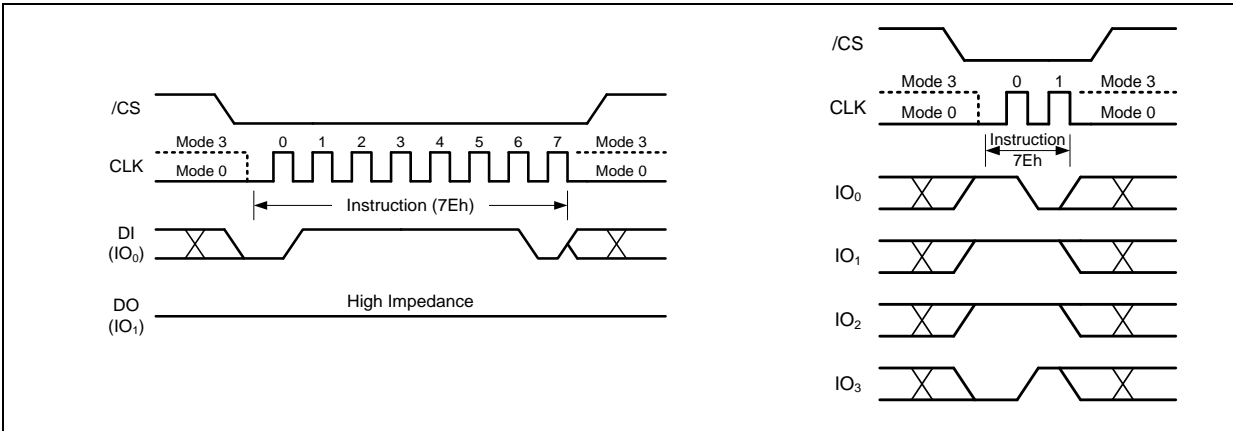 /CS
Mode 3
0 1 2 3 4 5 6 7
Mode 3
CLK
Mode 0
Mode 0
Instruction (7Eh)
DI
(IO₀)
High Impedance
DO
(IO₁)
/CS
Mode 3
0 1
Mode 3
CLK
Mode 0
Mode 0
Instruction
7Eh
IO₀
IO₁
IO₂
IO₃